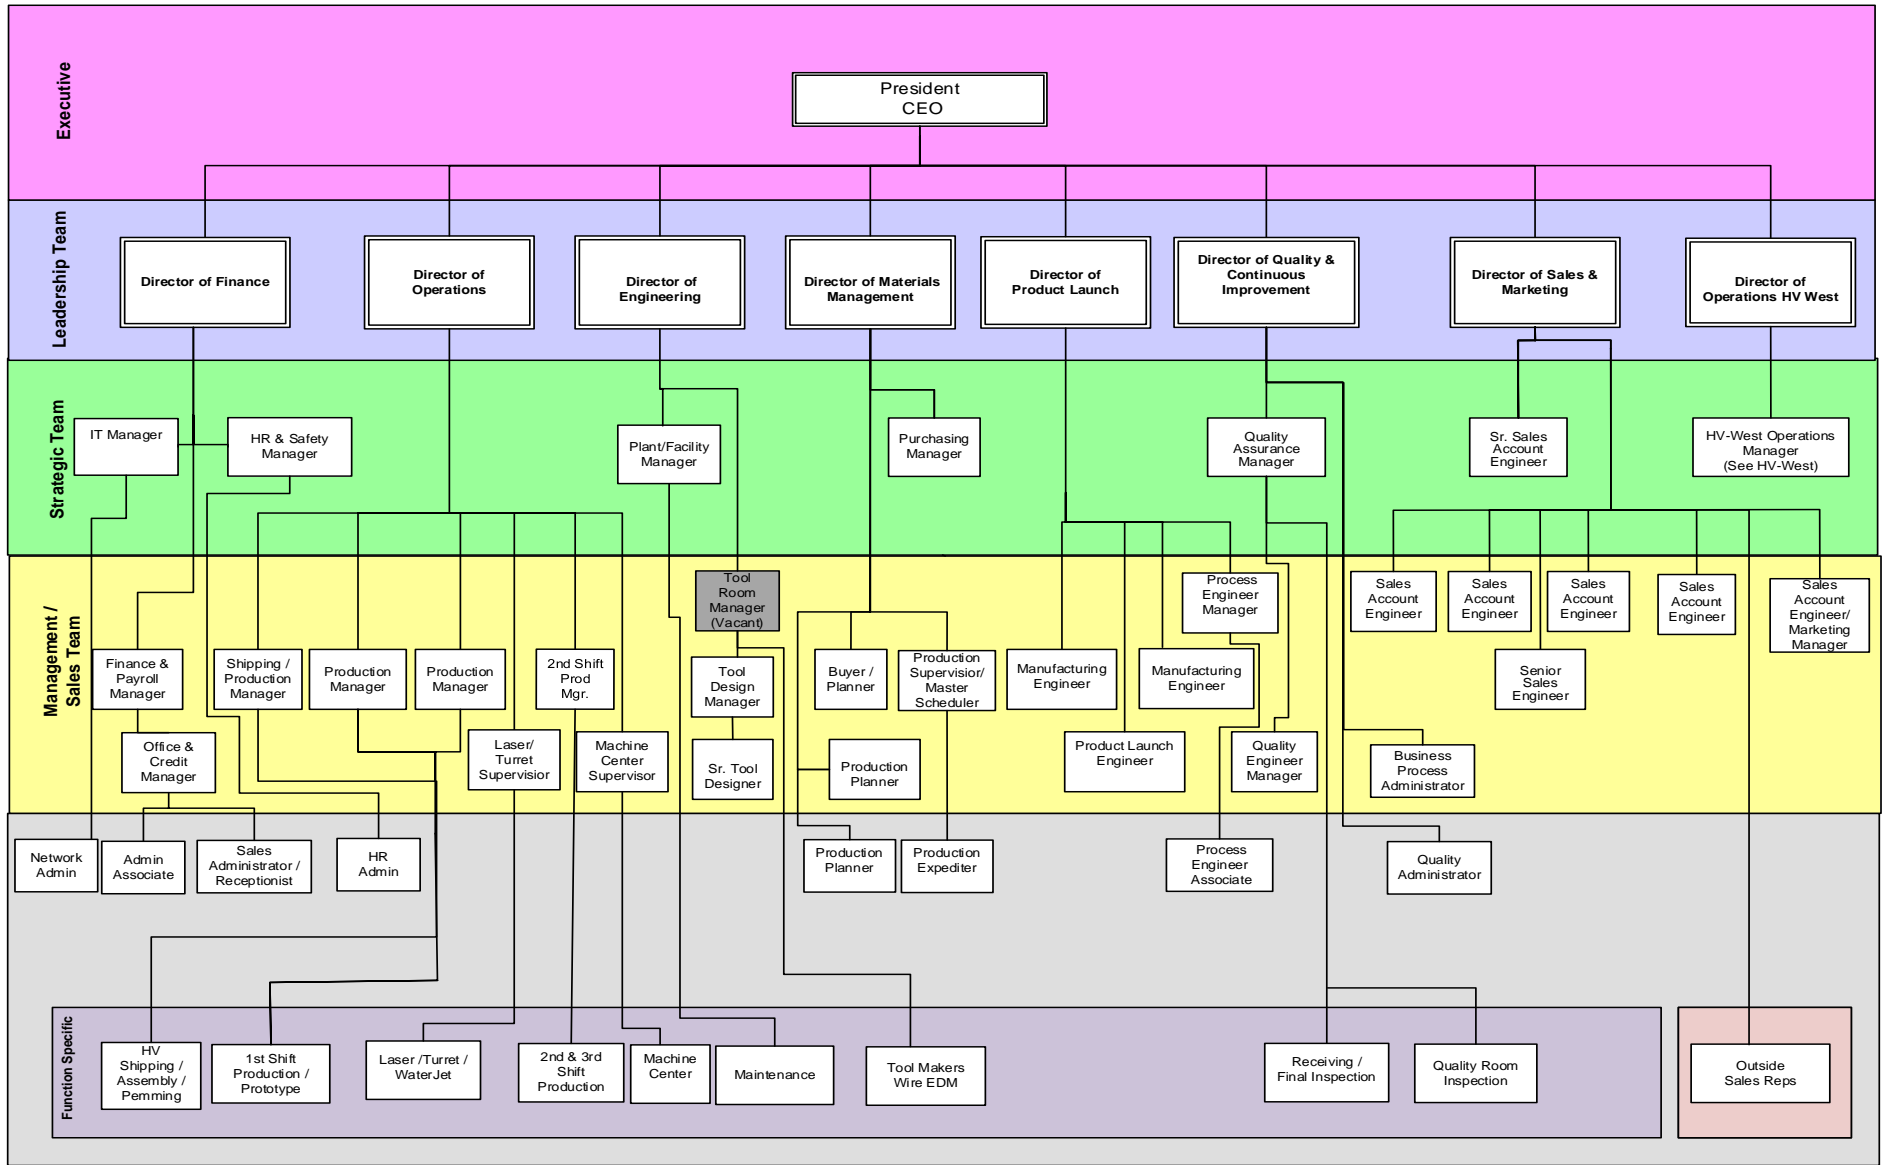 Executive
President
CEO
Leadership Team
Director of Finance
Director of
Operations
Director of
Engineering
Director of Materials
Management
Director of
Product Launch
Director of Quality &
Continuous
Improvement
Director of Sales &
Marketing
Director of
Operations HV West
Strategic Team
IT Manager
HR & Safety
Manager
Plant/Facility
Manager
Purchasing
Manager
Quality
Assurance
Manager
Sr. Sales
Account
Engineer
HV-West Operations
Manager
(See HV-West)
Management /
Sales Team
Tool
Room
Manager
(Vacant)
Process
Engineer
Manager
Sales
Account
Engineer
Sales
Account
Engineer
Sales
Account
Engineer
Sales
Account
Engineer
Sales
Account
Engineer/
Marketing
Manager
Finance &
Payroll
Manager
Shipping /
Production
Manager
Production
Manager
Production
Manager
2nd Shift
Prod
Mgr.
Tool
Design
Manager
Buyer /
Planner
Production
Supervisior/
Master
Scheduler
Manufacturing
Engineer
Manufacturing
Engineer
Senior
Sales
Engineer
Office &
Credit
Manager
Laser/
Turret
Supervisior
Machine
Center
Supervisor
Sr. Tool
Designer
Production
Planner
Product Launch
Engineer
Quality
Engineer
Manager
Business
Process
Administrator
Network
Admin
Admin
Associate
Sales
Administrator /
Receptionist
HR
Admin
Production
Planner
Production
Expediter
Process
Engineer
Associate
Quality
Administrator
Function Specific
HV
Shipping /
Assembly /
Pemming
1st Shift
Production /
Prototype
Laser /Turret /
WaterJet
2nd & 3rd
Shift
Production
Machine
Center
Maintenance
Tool Makers
Wire EDM
Receiving /
Final Inspection
Quality Room
Inspection
Outside
Sales Reps